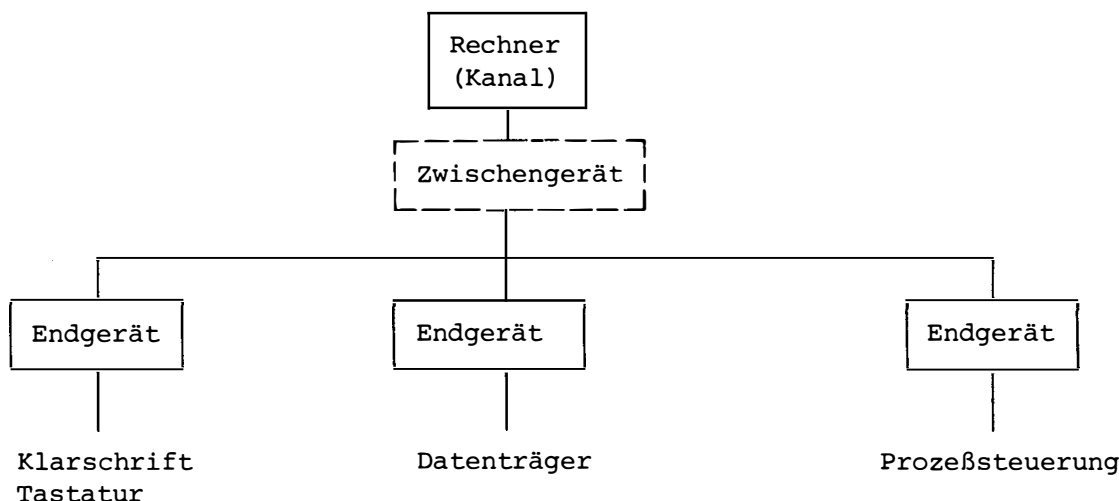 Rechner
(Kanal)
Zwischengerät
Endgerät
Endgerät
Endgerät
Klarschrift
Tastatur
Datenträger
Prozeßsteuerung